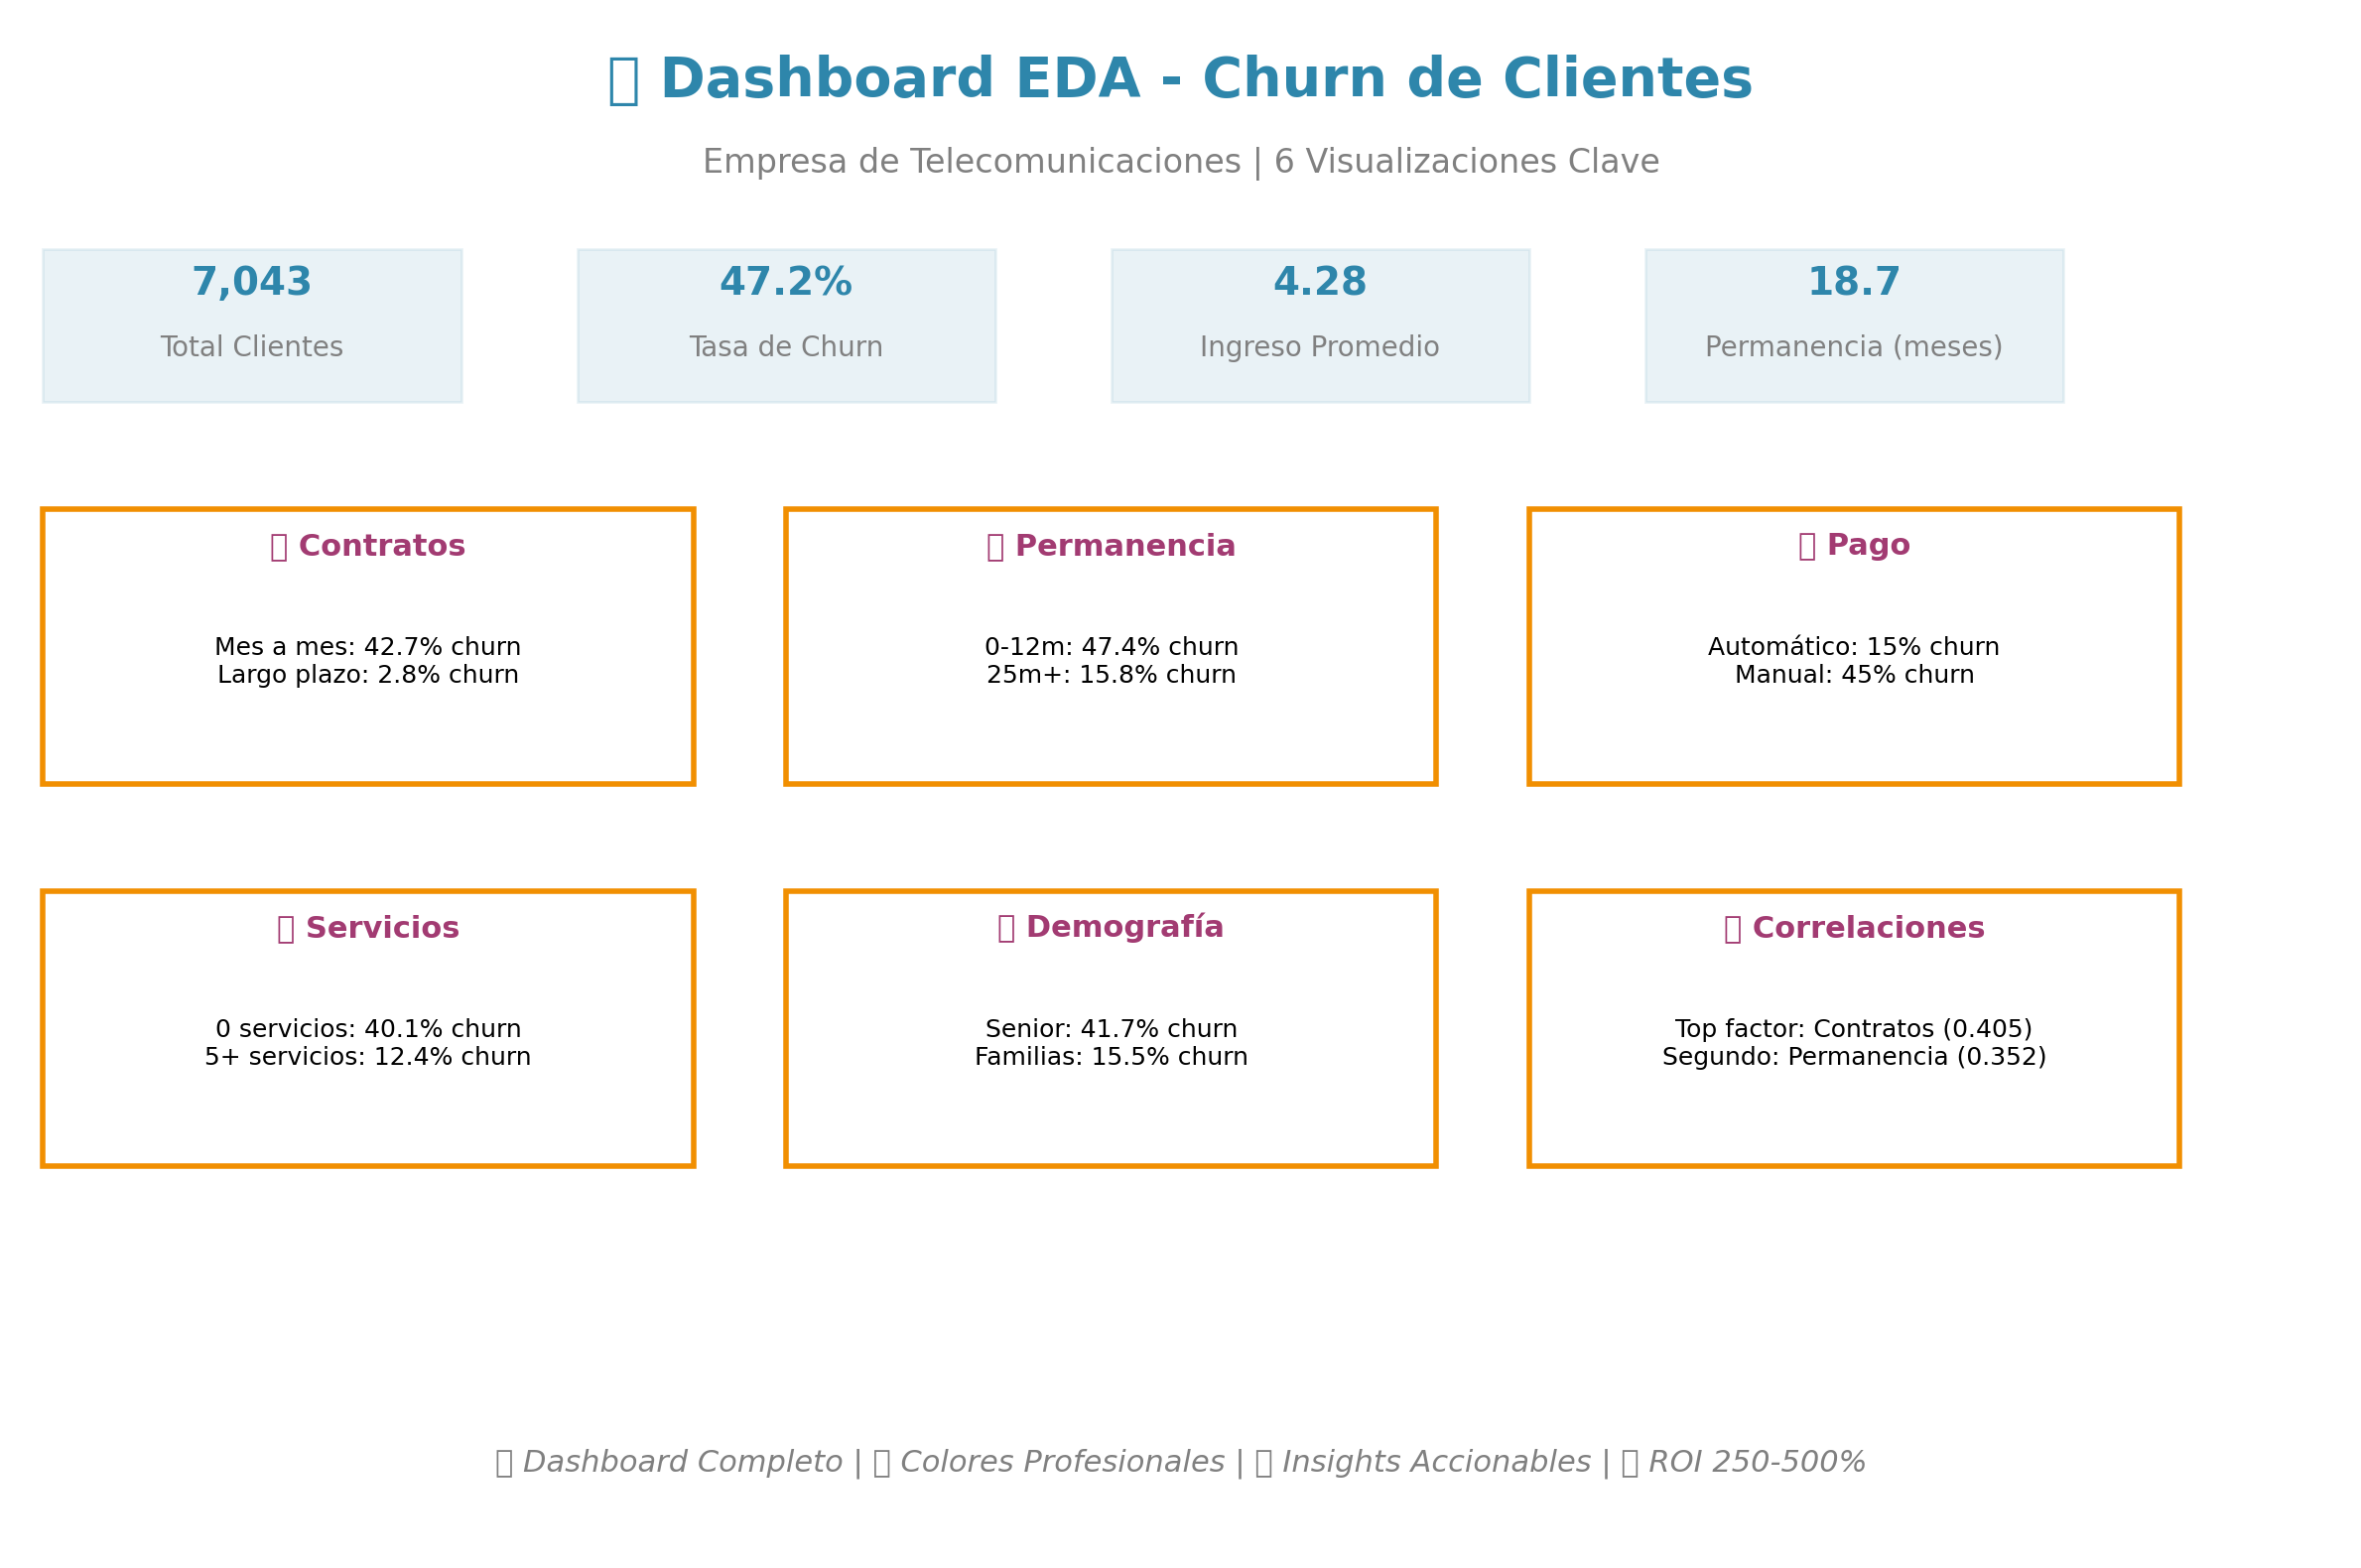 Dashboard EDA - Churn de Clientes
Empresa de Telecomunicaciones | 6 Visualizaciones Clave
7,043
Total Clientes
47.2%
Tasa de Churn
4.28
Ingreso Promedio
18.7
Permanencia (meses)
Contratos
Mes a mes: 42.7% churn
Largo plazo: 2.8% churn
Permanencia
0-12m: 47.4% churn
25m+: 15.8% churn
Pago
Automático: 15% churn
Manual: 45% churn
Servicios
0 servicios: 40.1% churn
5+ servicios: 12.4% churn
Demografía
Senior: 41.7% churn
Familias: 15.5% churn
Correlaciones
Top factor: Contratos (0.405)
Segundo: Permanencia (0.352)
Dashboard Completo | Colores Profesionales | Insights Accionables | ROI 250-500%